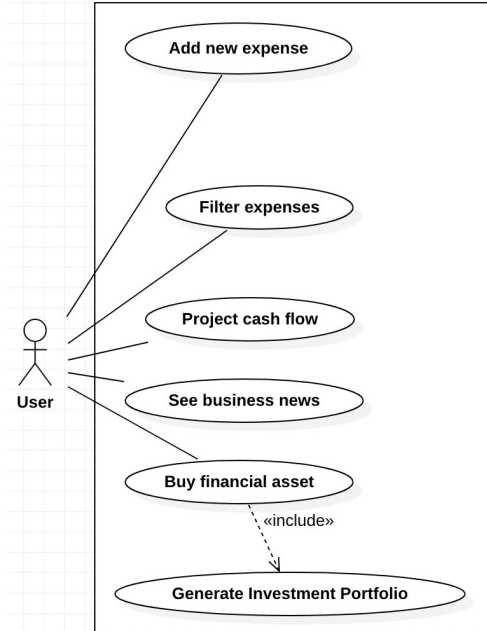 Add new expense
Filter expenses
Project cash flow
User
See business news
Buy financial asset
«include»
Generate Investment Portfolio